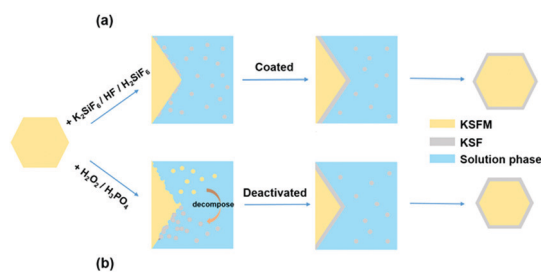 (a)
+ K₂SiF₆ / HF / H₂SiF₆
Coated
KSFM
KSF
Solution phase
+ H₂O₂ / H₃PO₄
decompose
Deactivated
(b)